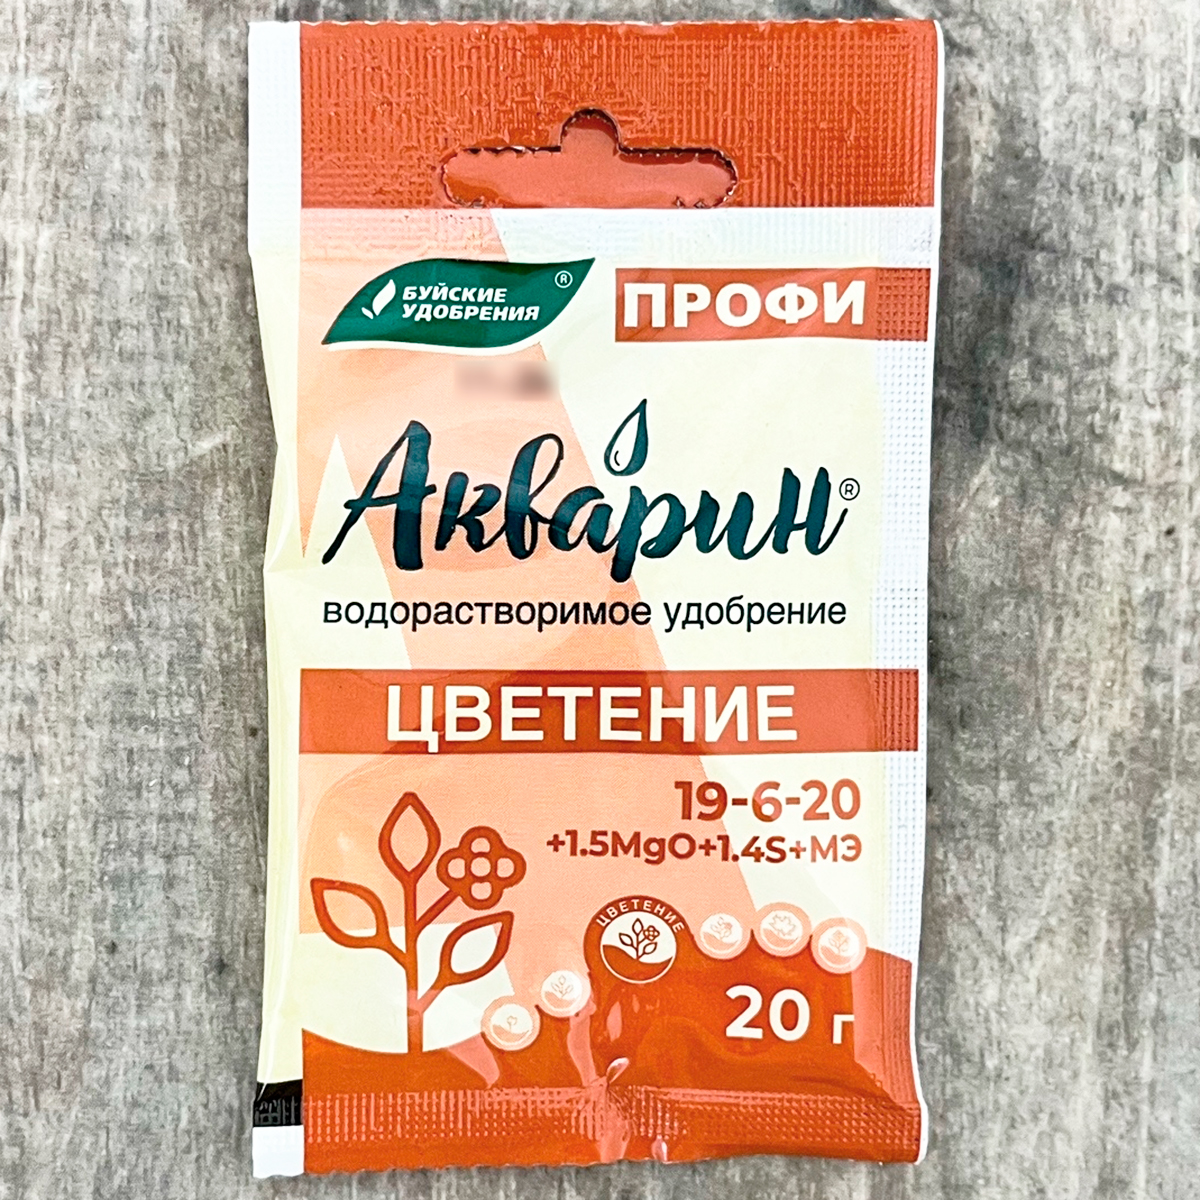 БУЙСКИЕ
УДОБРЕНИЯ ®
ПРОФИ
Акварин ®
водорастворимое удобрение
ЦВЕТЕНИЕ
19-6-20
+1.5MgO+1.4S+МЭ
ЦВЕТЕНИЕ
20 г